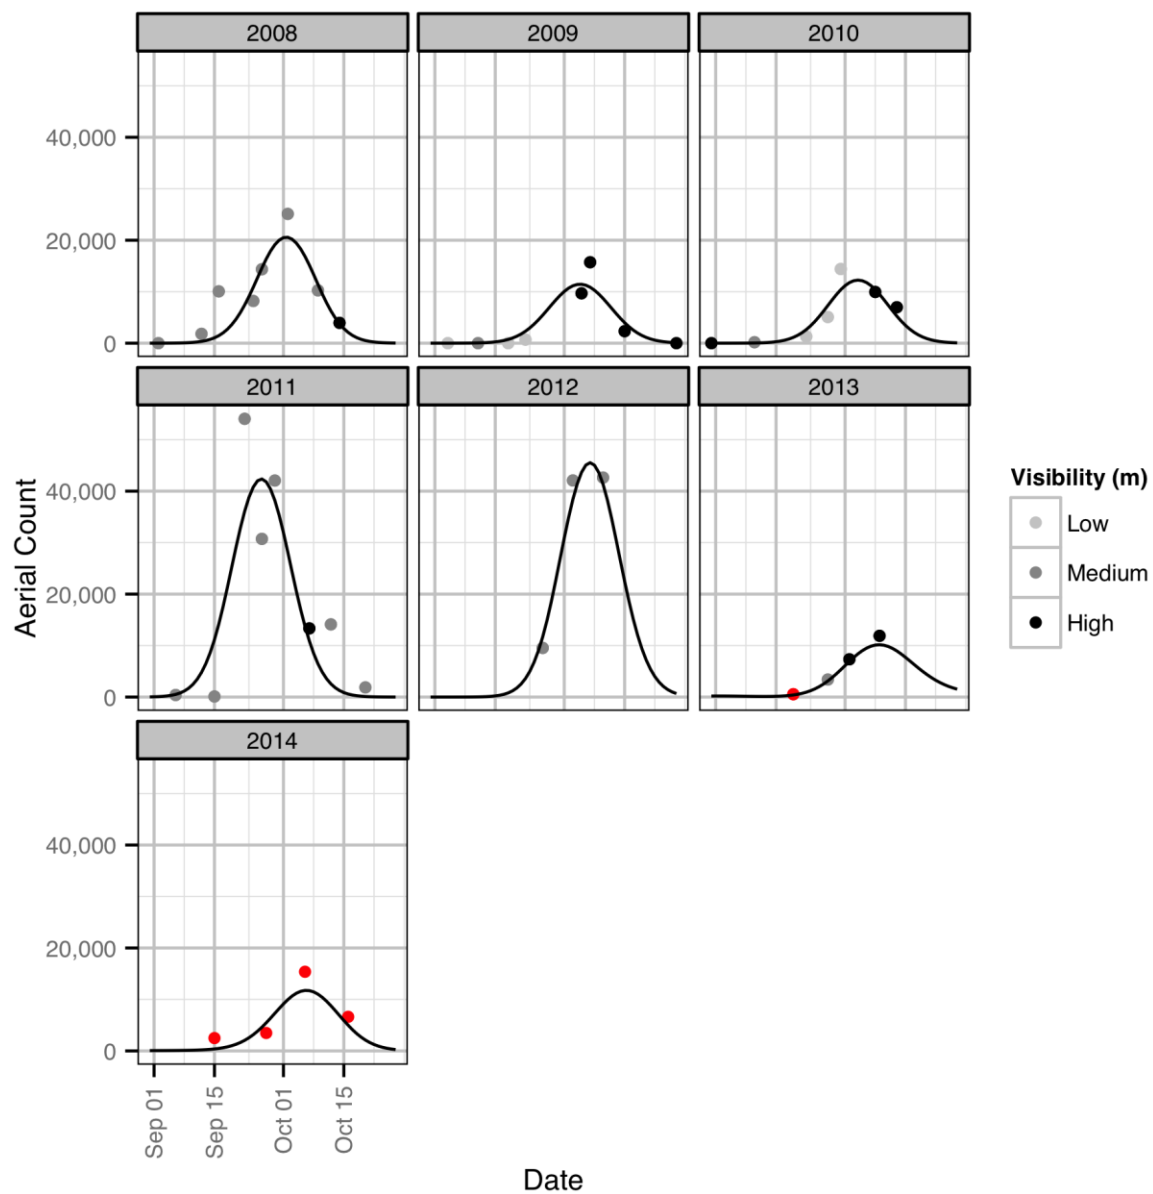 2008
2009
2010
40,000
20,000
0
2011
2012
2013
40,000
20,000
0
Aerial Count
Visibility (m)
Low
Medium
High
2014
40,000
20,000
0
Sep 01
Sep 15
Oct 01
Oct 15
Date